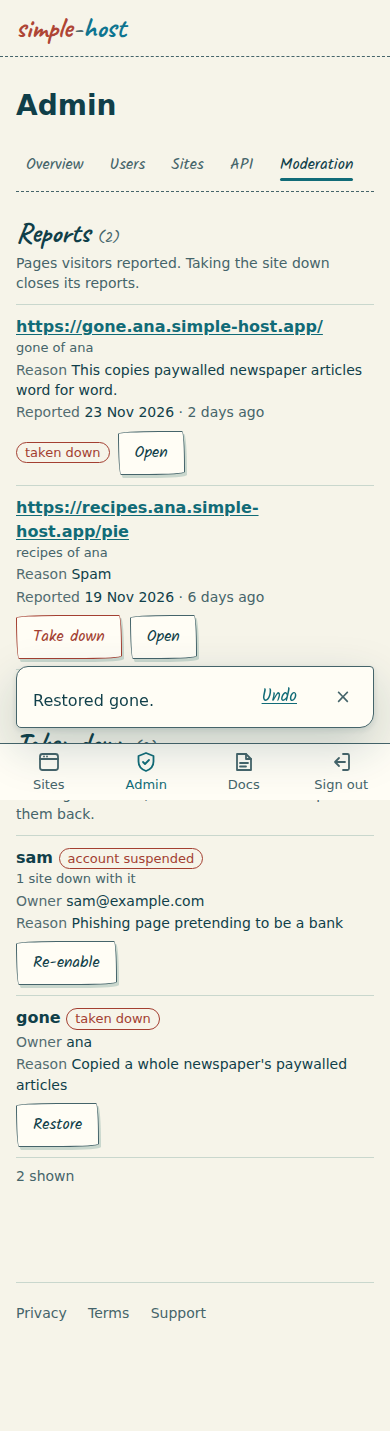 simple-host
Admin
Overview Users Sites API Moderation
Reports (2)
Pages visitors reported. Taking the site down
closes its reports.
https://gone.ana.simple-host.app/
gone of ana
Reason This copies paywalled newspaper articles
word for word.
Reported 23 Nov 2026 · 2 days ago
taken down Open
https://recipes.ana.simple-
host.app/pie
recipes of ana
Reason Spam
Reported 19 Nov 2026 · 6 days ago
Take down Open
Restored gone. Undo ×
Sites Admin Docs Sign out
them back.
sam account suspended
1 site down with it
Owner sam@example.com
Reason Phishing page pretending to be a bank
Re-enable
gone taken down
Owner ana
Reason Copied a whole newspaper's paywalled
articles
Restore
2 shown
Privacy Terms Support